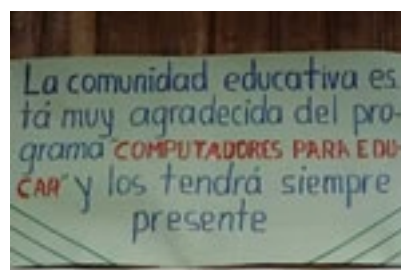 La comunidad educativa es
tá muy agradecida del pro-
grama "COMPUTADORES PARA EDU-
CAR" y los tendrá siempre
presente